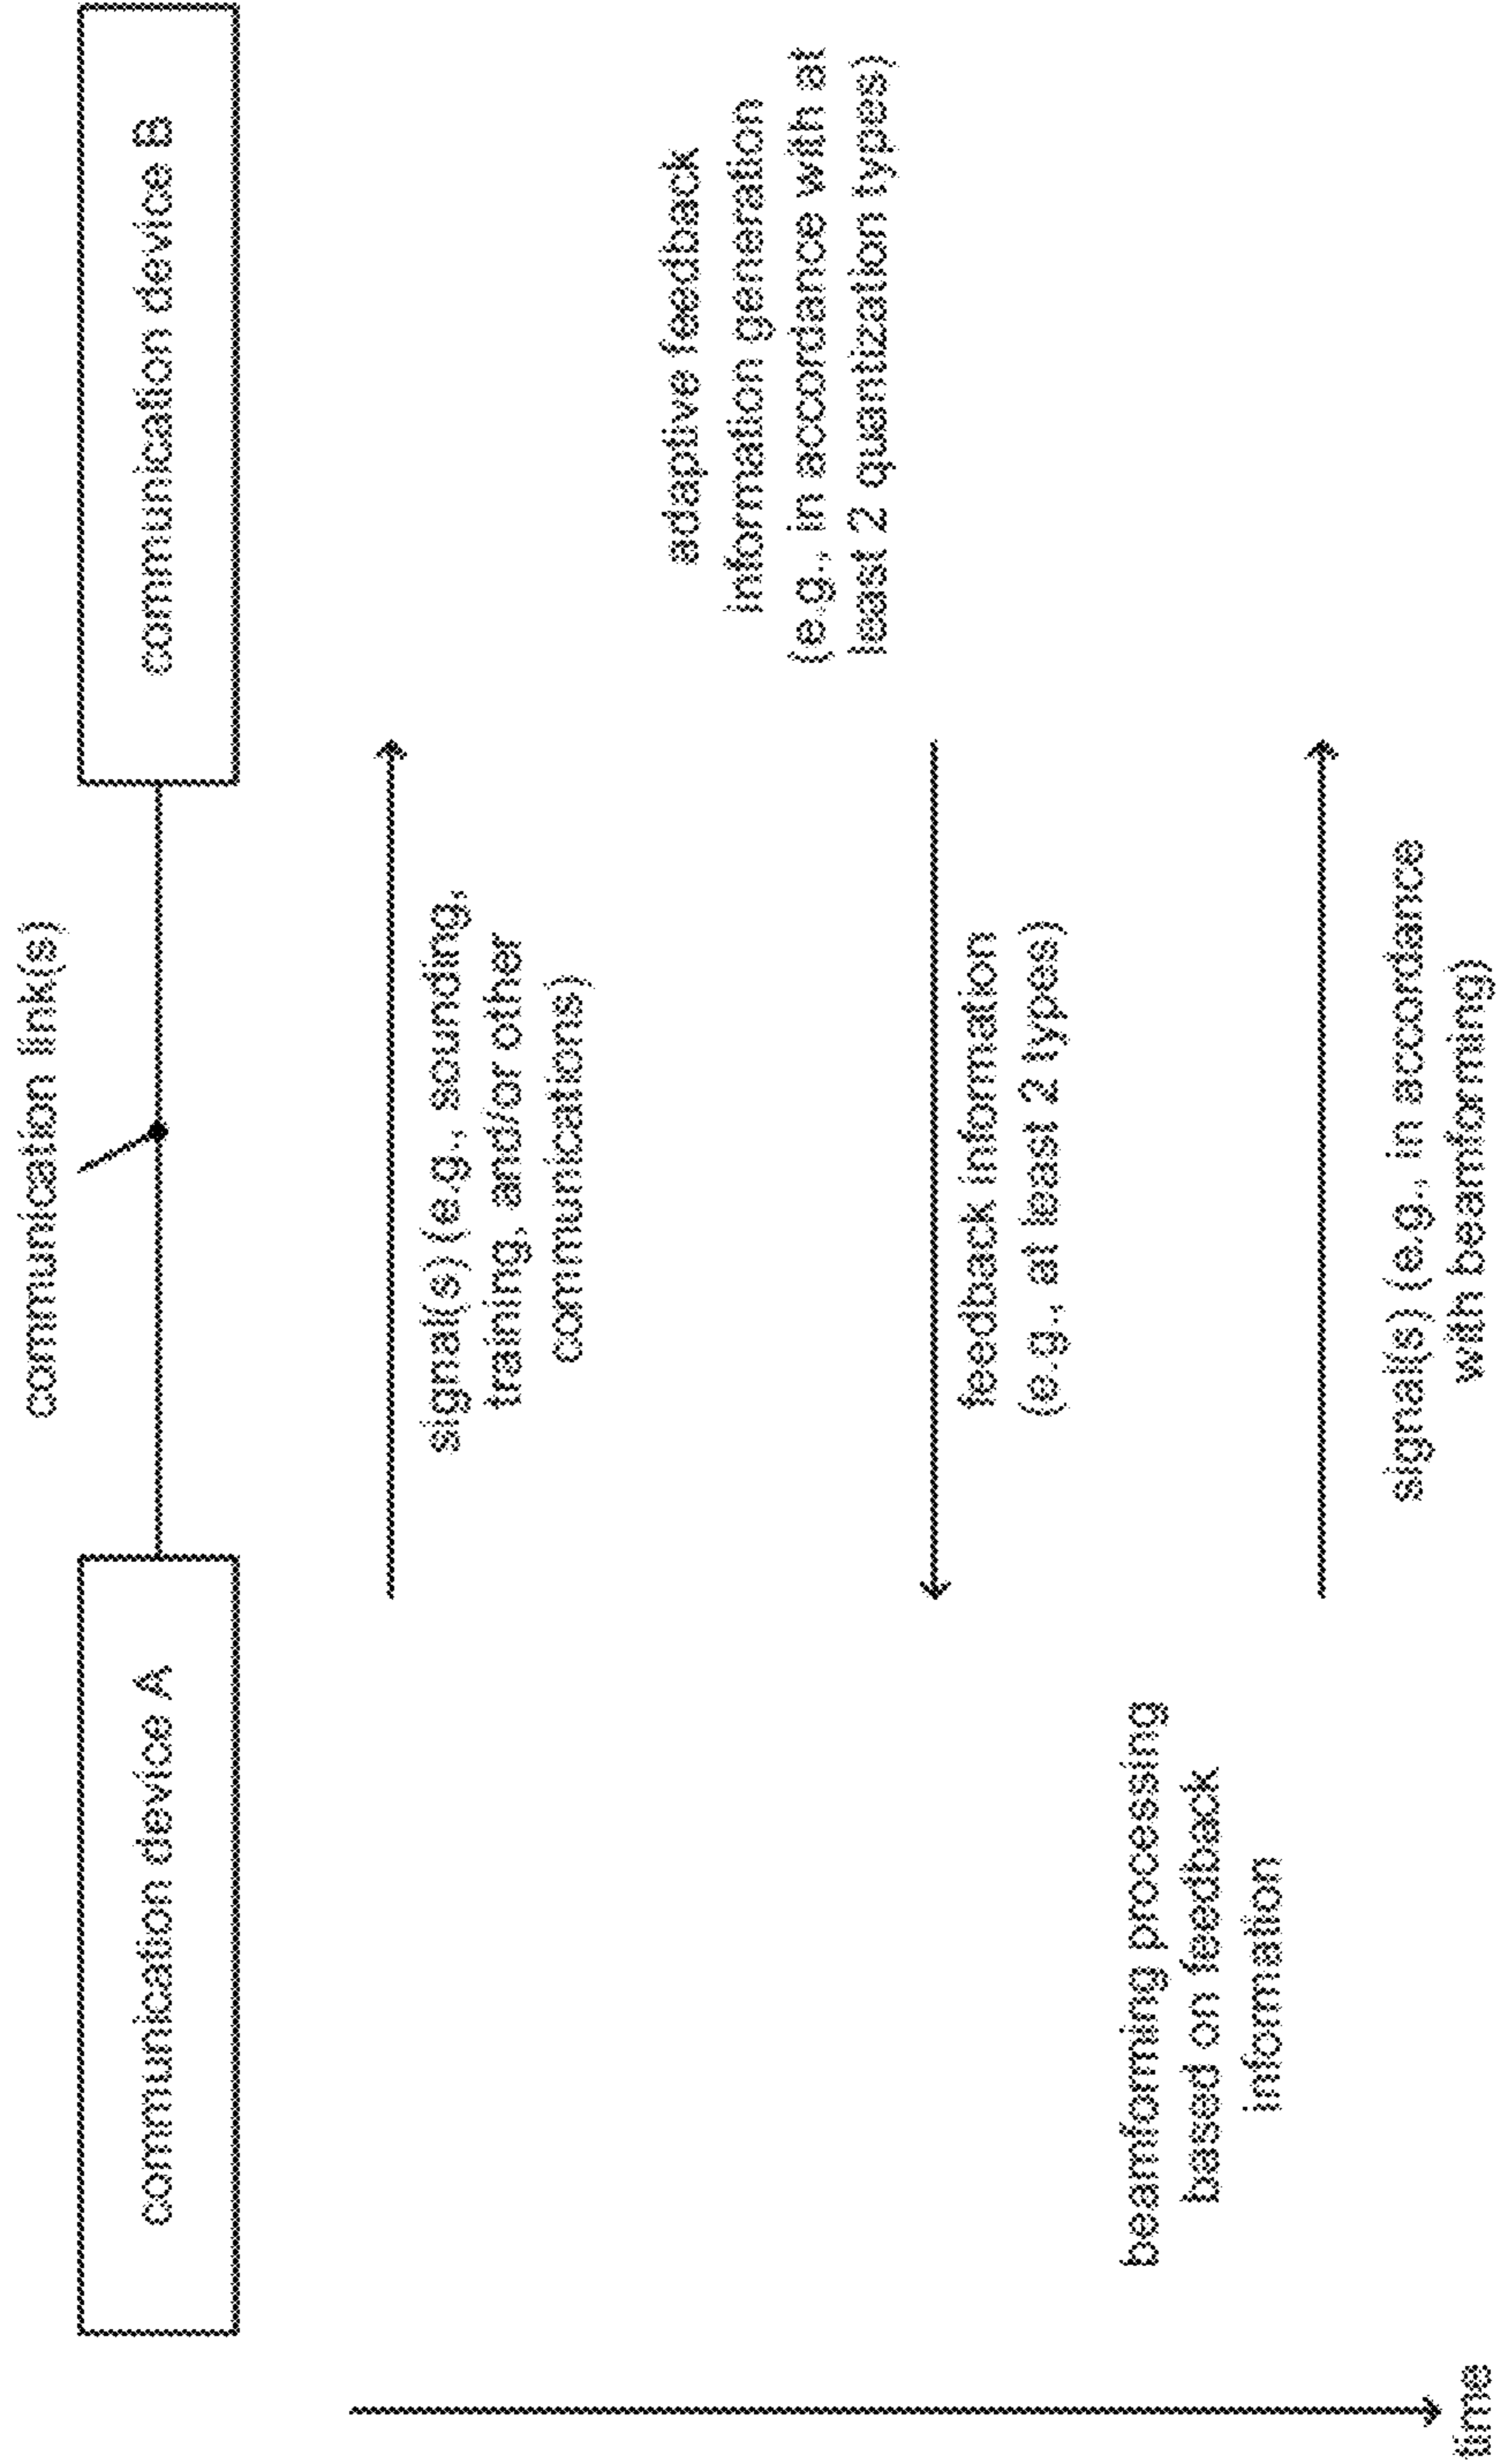 communication link(s)
communication device A
communication device B
signal(s) (e.g., sounding,
training, and/or other
communications)
adaptive feedback
information generation
(e.g., in accordance with at
least 2 quantization types)
feedback information
(e.g., at least 2 types)
beamforming processing
based on feedback
information
signal(s) (e.g., in accordance
with beamforming)
time